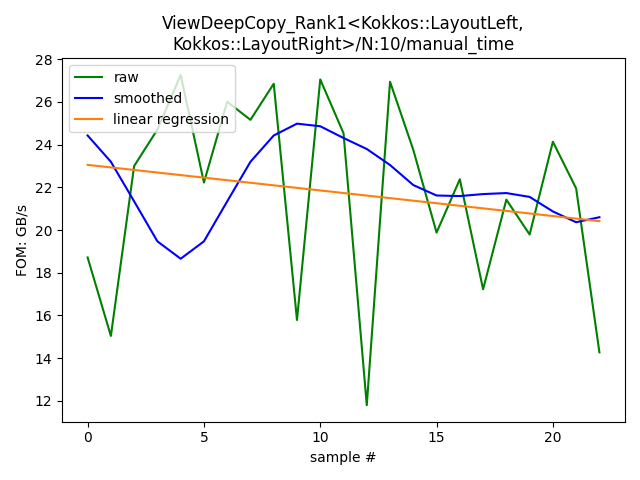 ViewDeepCopy_Rank1<Kokkos::LayoutLeft,
Kokkos::LayoutRight>/N:10/manual_time
raw
smoothed
linear regression
FOM: GB/s
28
26
24
22
20
18
16
14
12
0
5
10
15
20
sample #